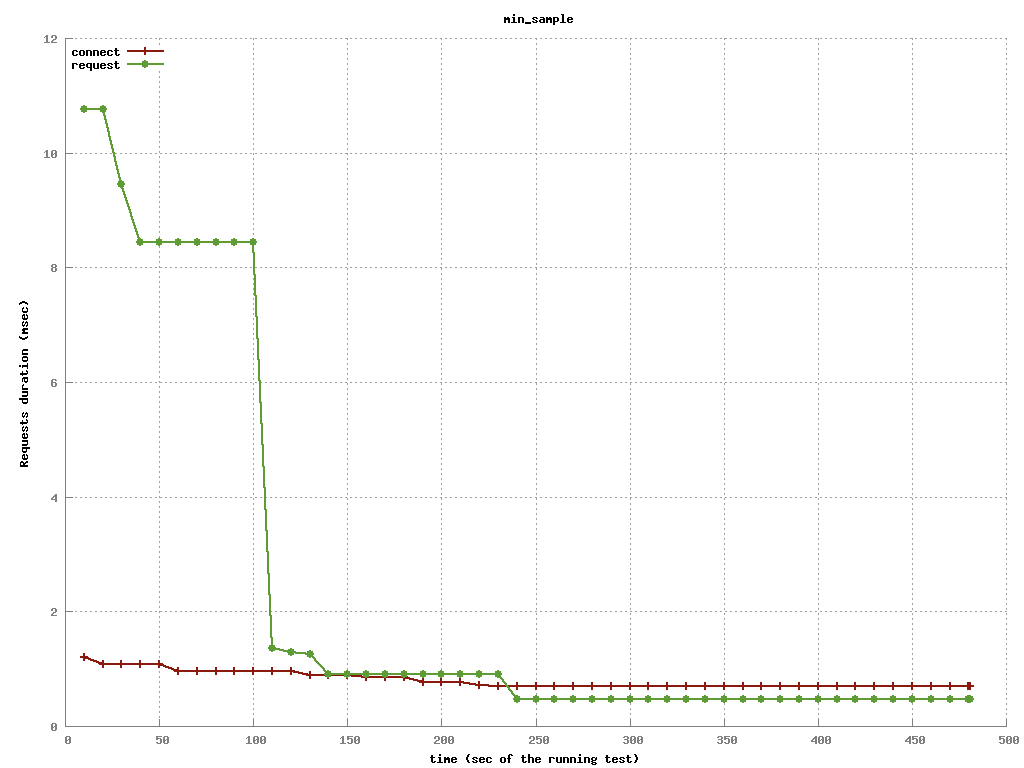 min_sample
connect
request
12
10
8
6
4
2
0
Requests duration (msec)
0 50 100 150 200 250 300 350 400 450 500
time (sec of the running test)